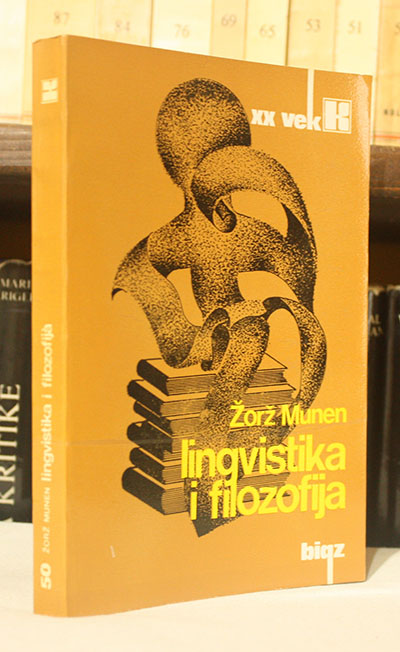 87
84
76
69
65
53
51
xx vek
Žorž Munen
lingvistika
i filozofija
bigz
50 ŽORŽ MUNEN lingvistika i filozofija
KRITIKE